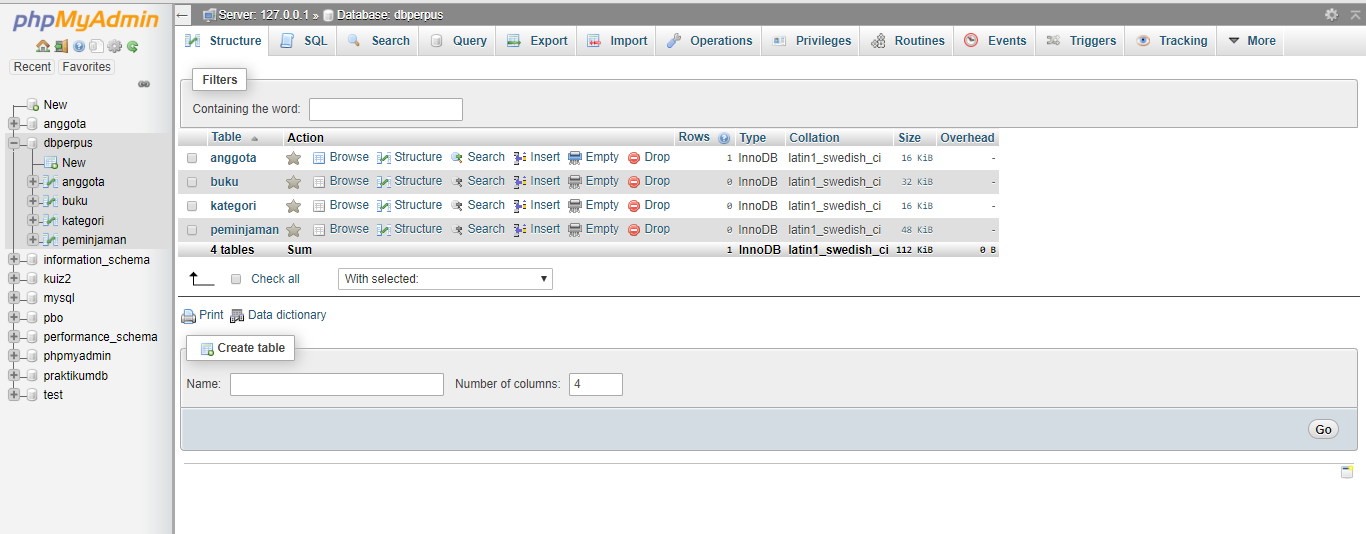 phpMyAdmin
Recent Favorites
New
anggota
dbperpus
New
anggota
buku
kategori
peminjaman
information_schema
kuiz2
mysql
pbo
performance_schema
phpmyadmin
praktikumdb
test
Server: 127.0.0.1 » Database: dbperpus
Structure SQL Search Query Export Import Operations Privileges Routines Events Triggers Tracking More
Filters
Containing the word:
Table Action Rows Type Collation Size Overhead
anggota Browse Structure Search Insert Empty Drop 1 InnoDB latin1_swedish_ci 16 KiB -
buku Browse Structure Search Insert Empty Drop 0 InnoDB latin1_swedish_ci 32 KiB -
kategori Browse Structure Search Insert Empty Drop 0 InnoDB latin1_swedish_ci 16 KiB -
peminjaman Browse Structure Search Insert Empty Drop 0 InnoDB latin1_swedish_ci 48 KiB -
4 tables Sum 1 InnoDB latin1_swedish_ci 112 KiB 0 B
Check all With selected:
Print Data dictionary
Create table
Name: Number of columns: 4
Go